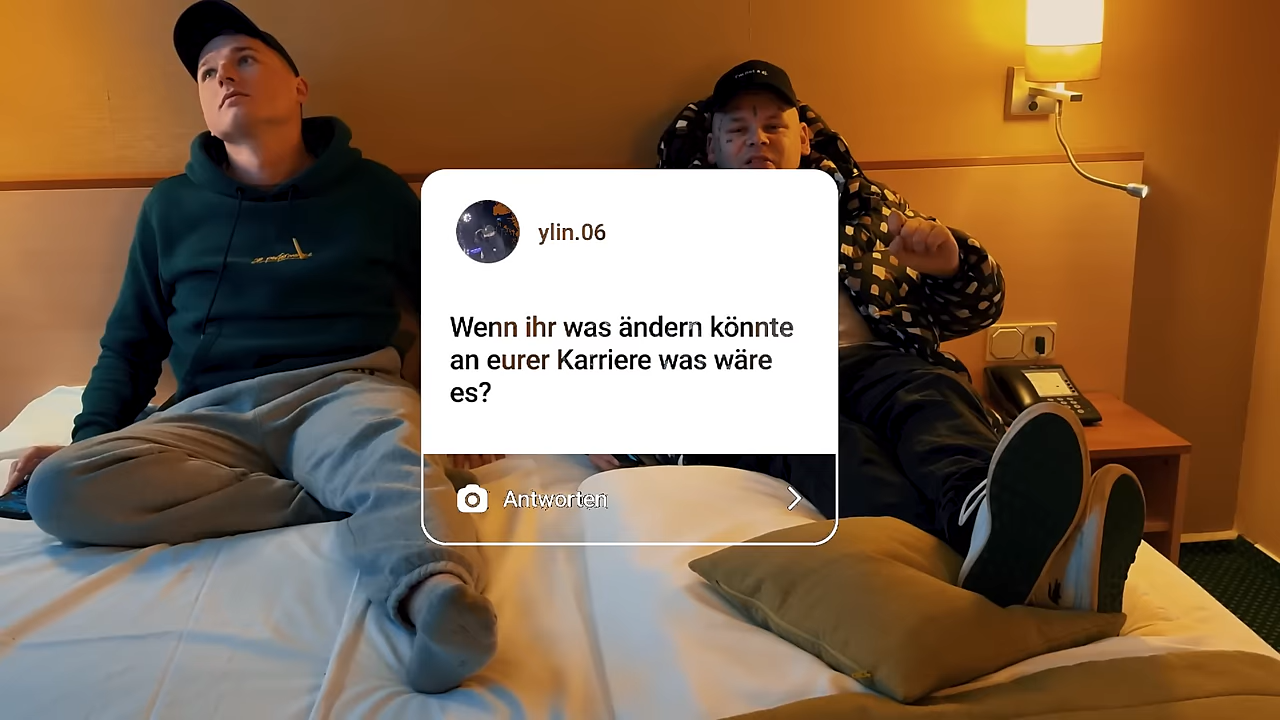 ylin.06
Wenn ihr was ändern könnte
an eurer Karriere was wäre
es?
Antworten